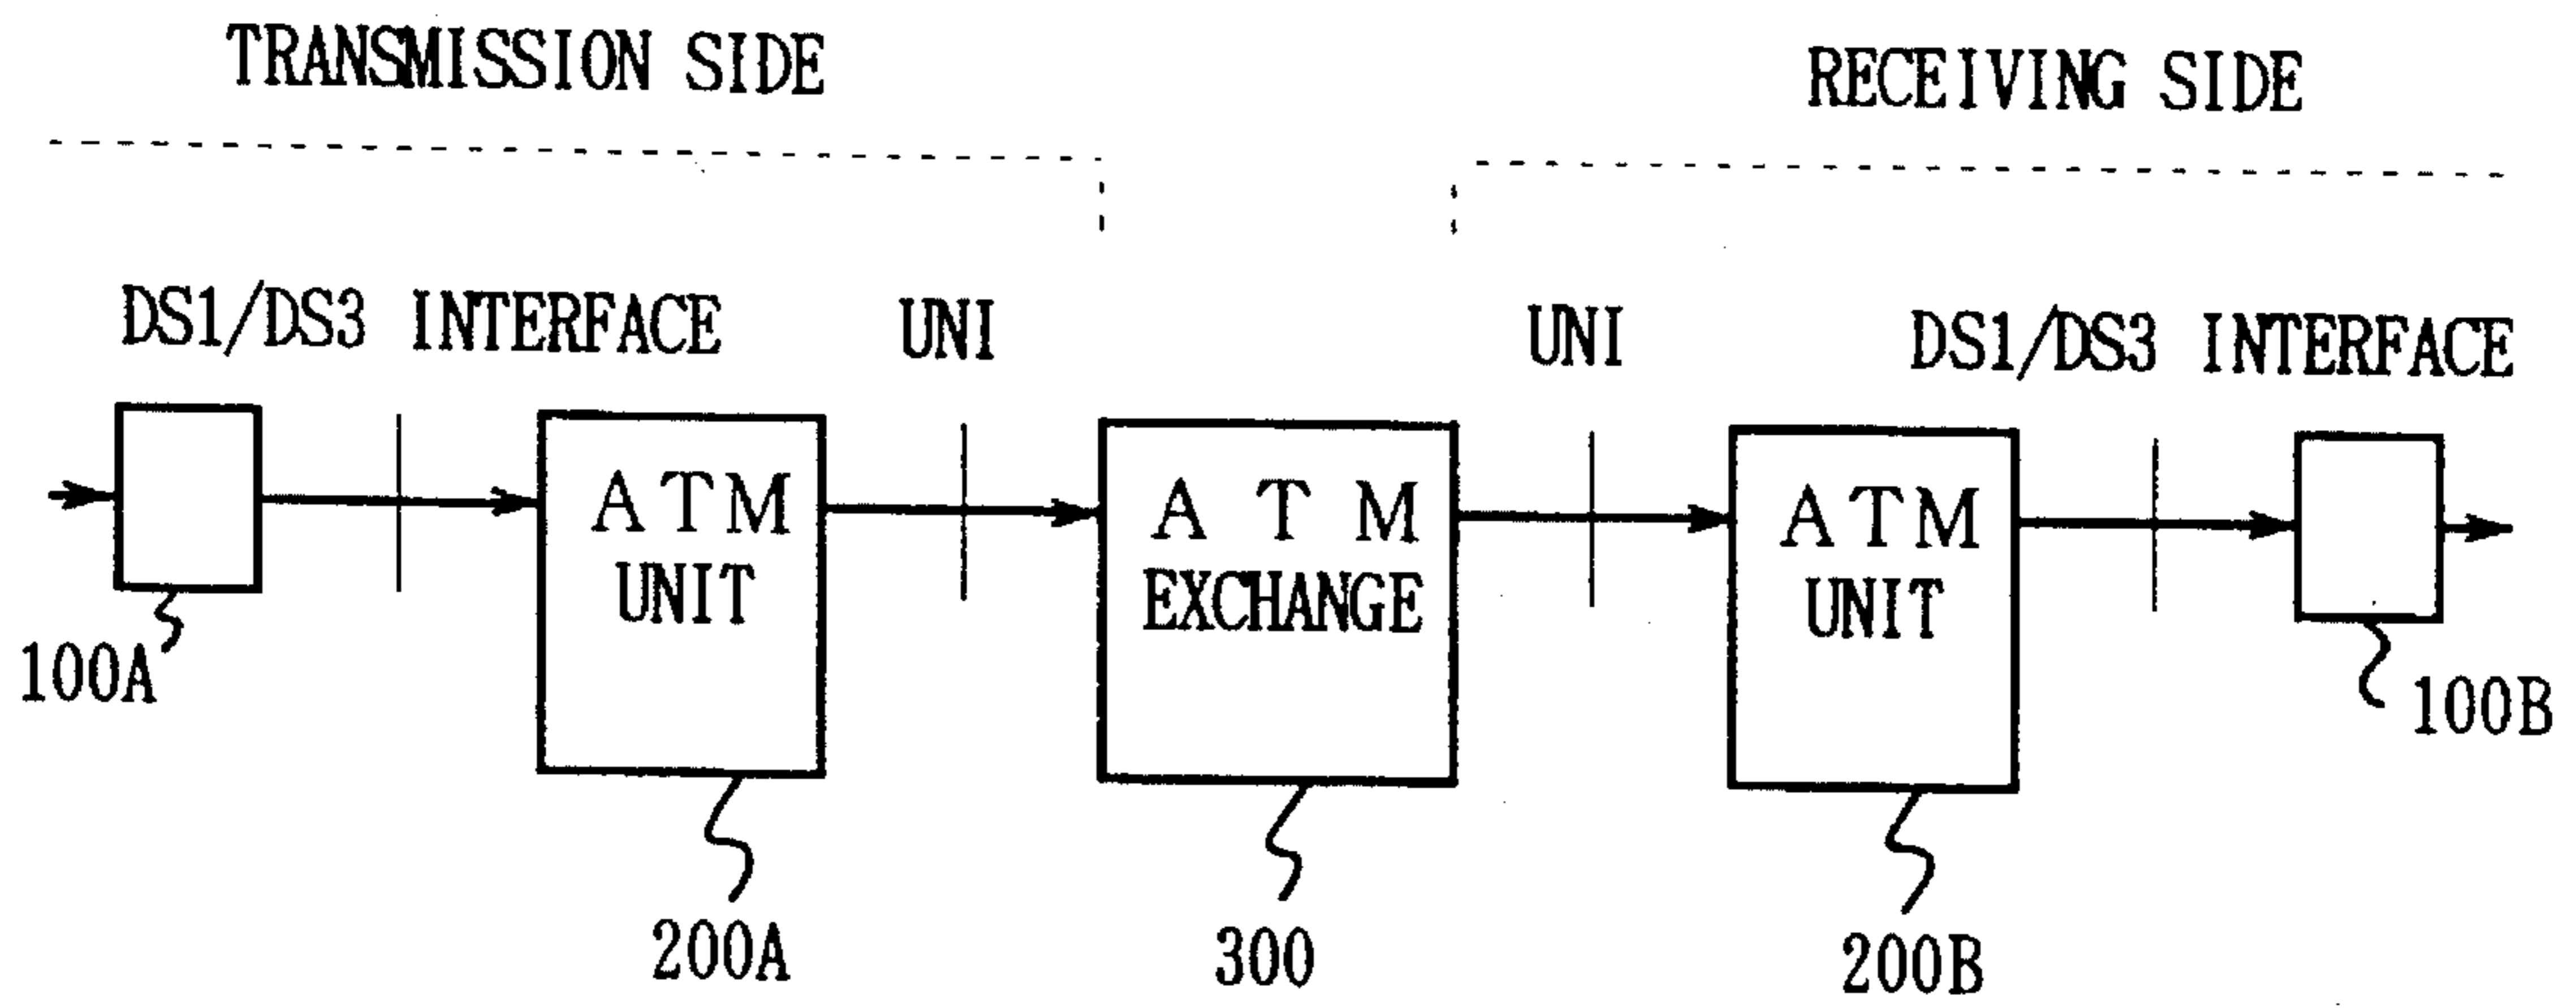 TRANSMISSION SIDE
RECEIVING SIDE
DS1/DS3 INTERFACE
UNI
UNI
DS1/DS3 INTERFACE
ATM
UNIT
ATM
EXCHANGE
ATM
UNIT
100A
100B
200A
300
200B